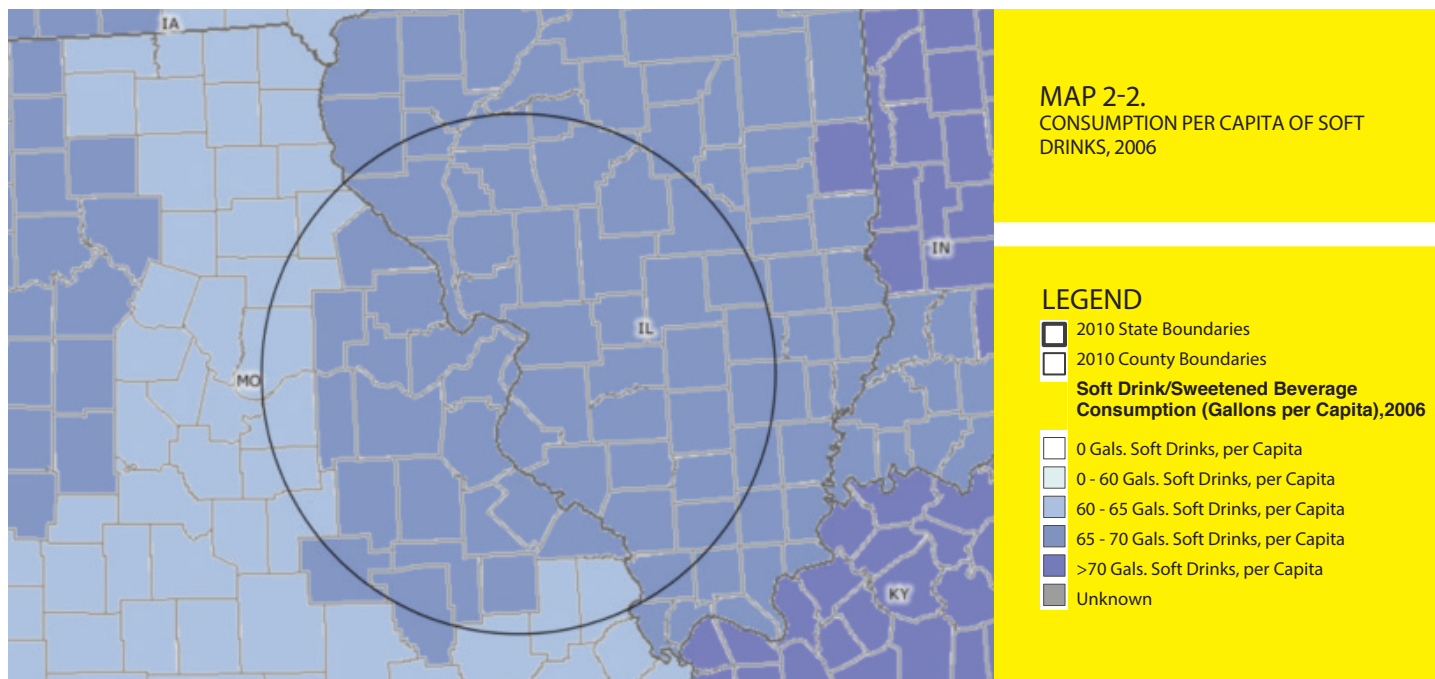 IA
IL
IN
MO
KY
MAP 2-2.
CONSUMPTION PER CAPITA OF SOFT
DRINKS, 2006
LEGEND
2010 State Boundaries
2010 County Boundaries
Soft Drink/Sweetened Beverage
Consumption (Gallons per Capita),2006
0 Gals. Soft Drinks, per Capita
0 - 60 Gals. Soft Drinks, per Capita
60 - 65 Gals. Soft Drinks, per Capita
65 - 70 Gals. Soft Drinks, per Capita
>70 Gals. Soft Drinks, per Capita
Unknown